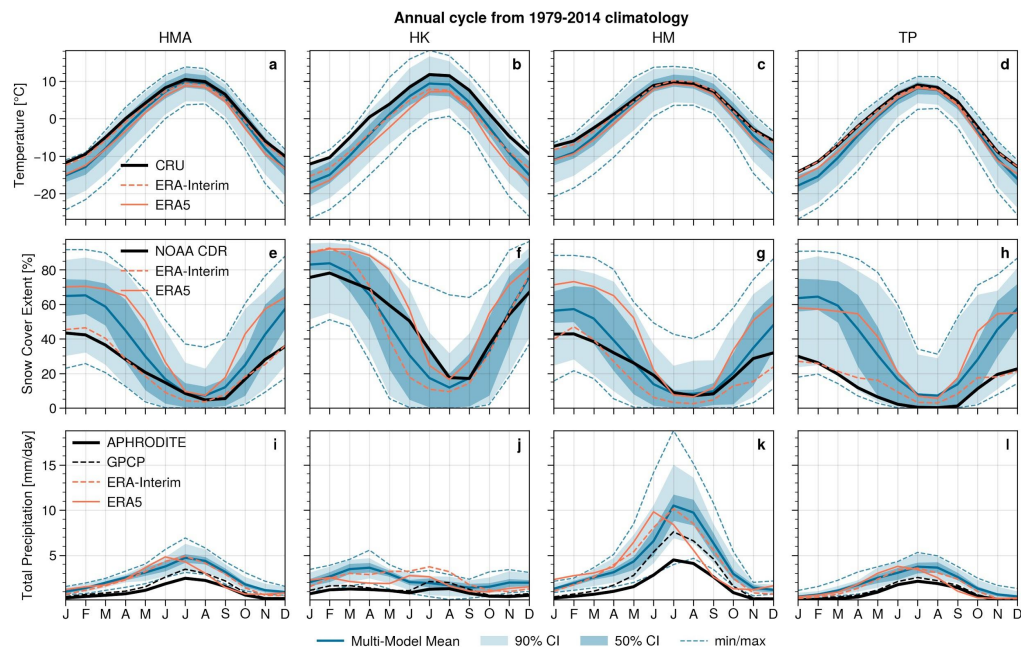 Annual cycle from 1979-2014 climatology
HMA HK HM TP
Temperature [°C]
10
0
−10
−20
a
b
c
d
CRU
ERA-Interim
ERA5
Snow Cover Extent [%]
80
60
40
20
0
e
f
g
h
NOAA CDR
ERA-Interim
ERA5
Total Precipitation [mm/day]
15
10
5
i
j
k
l
APHRODITE
GPCP
ERA-Interim
ERA5
F M A M J J A S O N D
F M A M J J A S O N D
F M A M J J A S O N D
F M A M J J A S O N D
Multi-Model Mean 90% CI 50% CI min/max